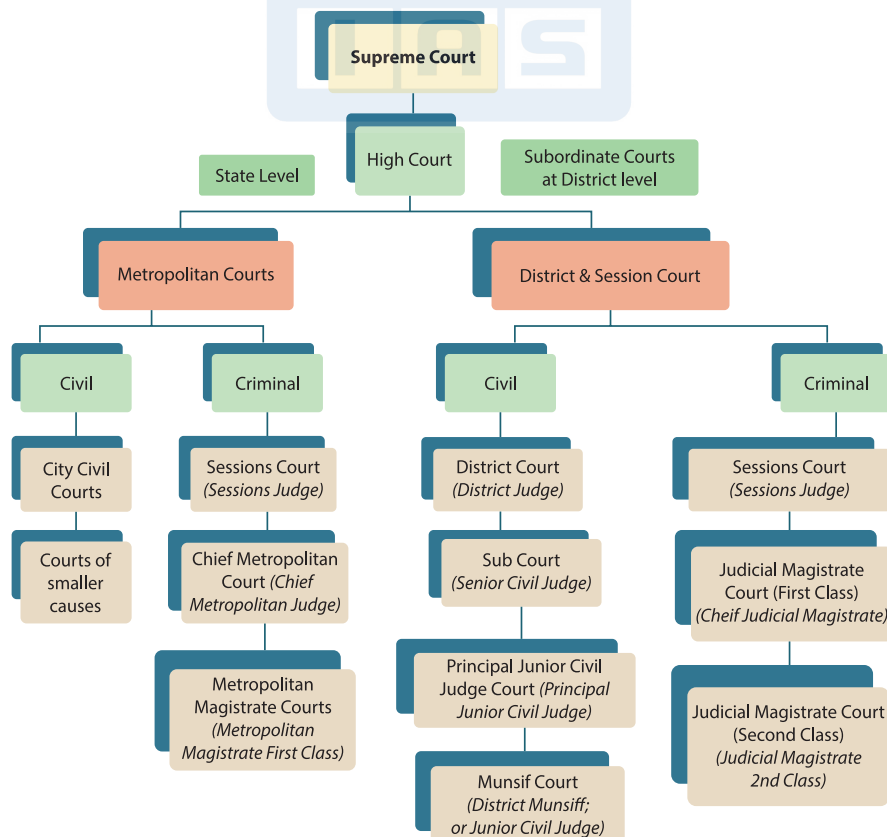 IAS
Supreme Court
High Court
State Level
Subordinate Courts
at District level
Metropolitan Courts
District & Session Court
Civil
Criminal
Civil
Criminal
City Civil
Courts
Sessions Court
(Sessions Judge)
District Court
(District Judge)
Sessions Court
(Sessions Judge)
Courts of
smaller
causes
Chief Metropolitan
Court (Chief
Metropolitan Judge)
Sub Court
(Senior Civil Judge)
Judicial Magistrate
Court (First Class)
(Cheif Judicial Magistrate)
Metropolitan
Magistrate Courts
(Metropolitan
Magistrate First Class)
Principal Junior Civil
Judge Court (Principal
Junior Civil Judge)
Judicial Magistrate Court
(Second Class)
(Judicial Magistrate
2nd Class)
Munsif Court
(District Munsiff;
or Junior Civil Judge)